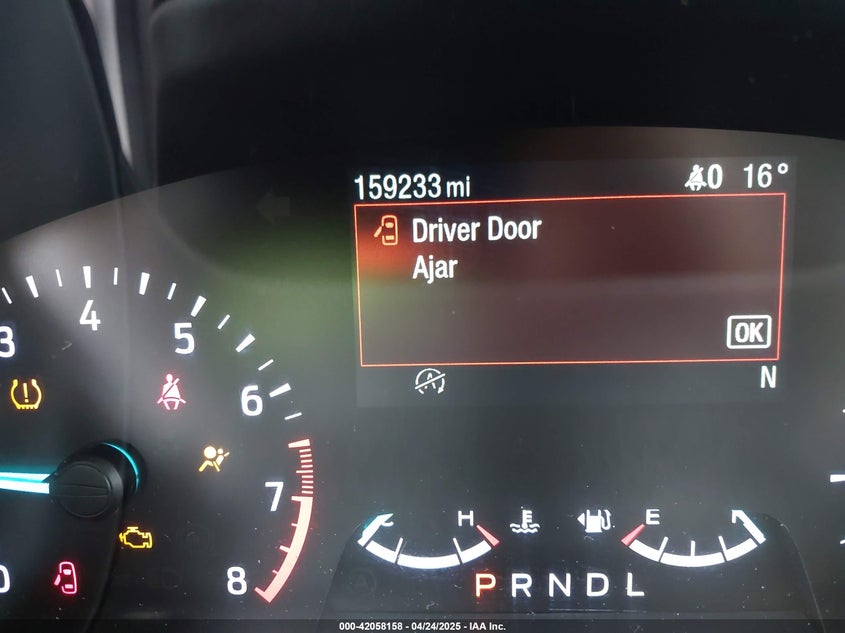 159233 mi 0 16°
Driver Door
Ajar
OK
N
3 4 5 6 7 8
0
H E
P R N D L
000-42058158 - 04/24/2025 - IAA Inc.